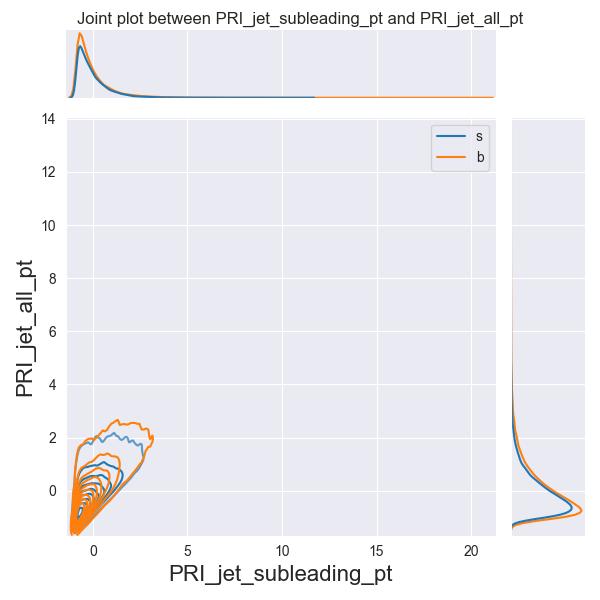 Joint plot between PRI_jet_subleading_pt and PRI_jet_all_pt
s
b
14
12
10
8
6
4
2
0
PRI_jet_all_pt
0 5 10 15 20
PRI_jet_subleading_pt